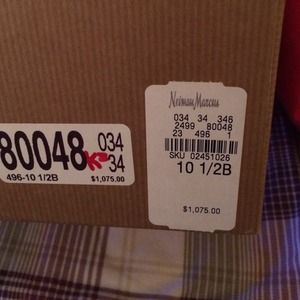 Neiman Marcus
034 34 346
2499 80048
23 496 1
SKU 02451026
10 1/2B
$1,075.00
80048 034
34
496-10 1/2B
$1,075.00